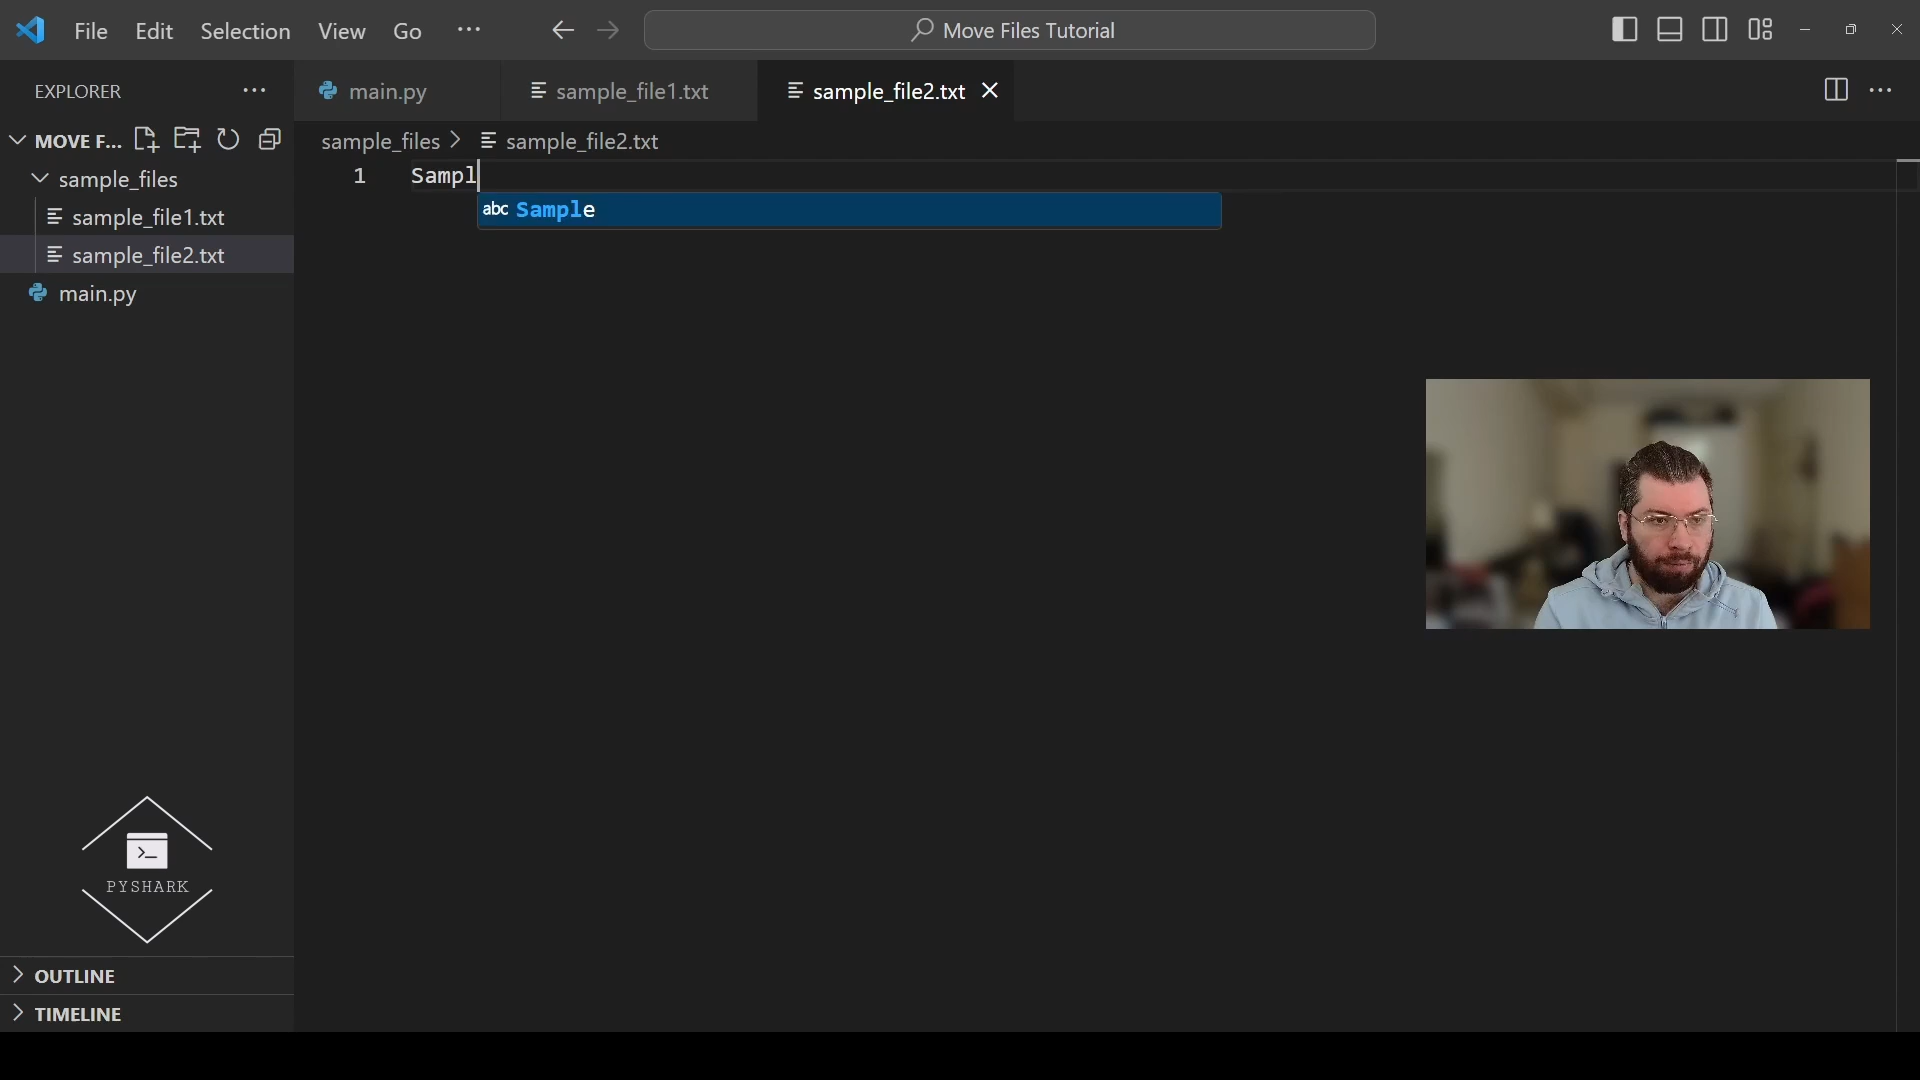 File Edit Selection View Go ···
Move Files Tutorial
EXPLORER ···
MOVE F...
sample_files
sample_file1.txt
sample_file2.txt
main.py
main.py
sample_file1.txt
sample_file2.txt
sample_files > sample_file2.txt
1 Sampl
abc Sample
>_
PYSHARK
OUTLINE
TIMELINE